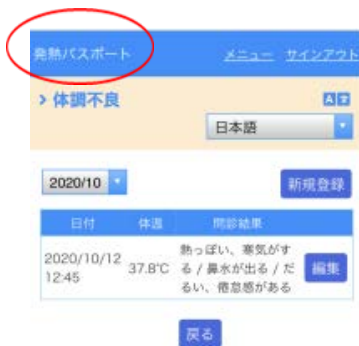 発熱パスポート メニュー サインアウト
> 体調不良
日本語
2020/10 新規登録
日付 体温 問診結果
2020/10/12 12:45 37.8℃ 熱っぽい、寒気がする / 鼻水が出る / だるい、倦怠感がある 編集
戻る